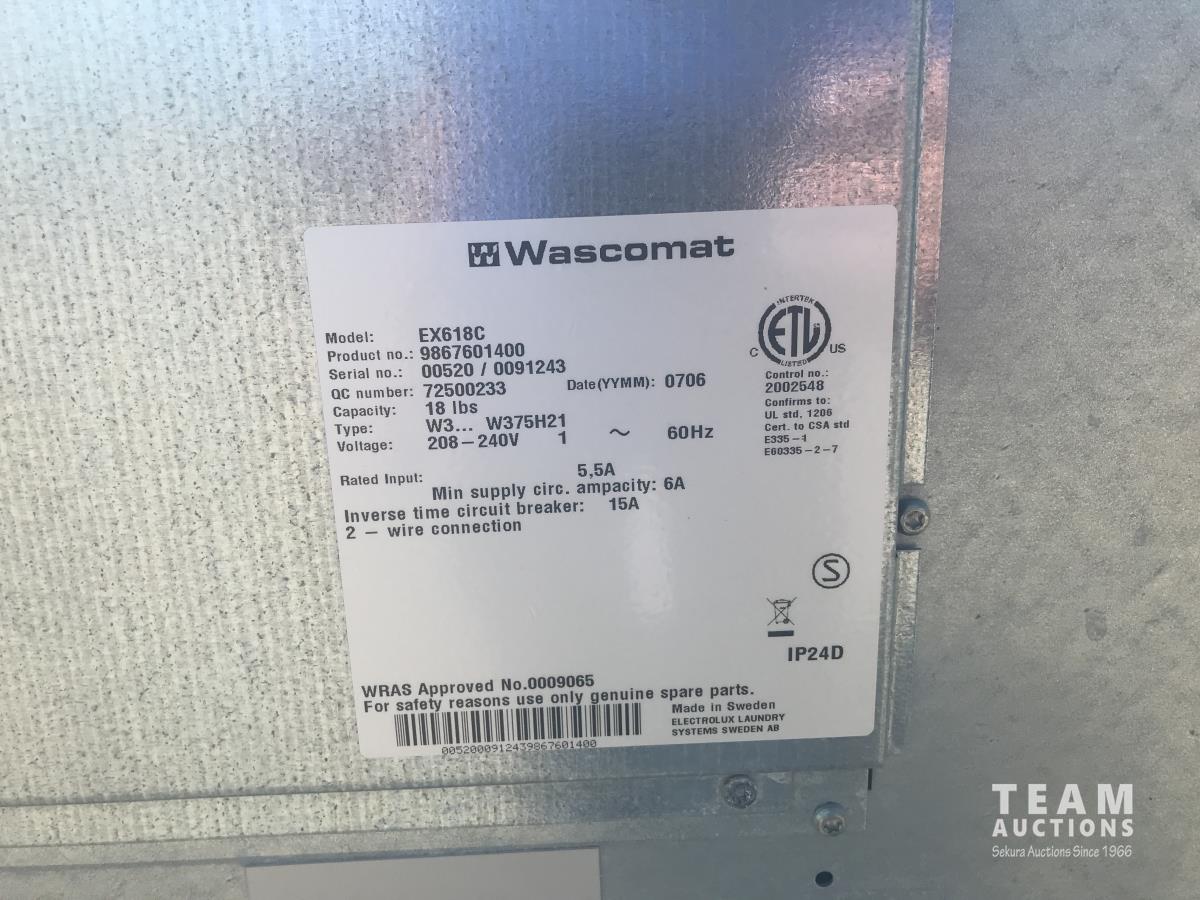 Wascomat
Model: EX618C
Product no.: 9867601400
Serial no.: 00520 / 0091243
QC number: 72500233 Date(YYMM): 0706
Capacity: 18 lbs
Type: W3... W375H21
Voltage: 208-240V 1 ~ 60Hz
Rated Input: 5,5A
Min supply circ. ampacity: 6A
Inverse time circuit breaker: 15A
2 - wire connection
INTERTEK
ETL
LISTED
C US
Control no.:
2002548
Confirms to:
UL std, 1206
Cert. to CSA std
E335-1
E60335-2-7
S
IP24D
WRAS Approved No.0009065
For safety reasons use only genuine spare parts.
0052000912439867601400
Made in Sweden
ELECTROLUX LAUNDRY
SYSTEMS SWEDEN AB
TEAM
AUCTIONS
Sekura Auctions Since 1966